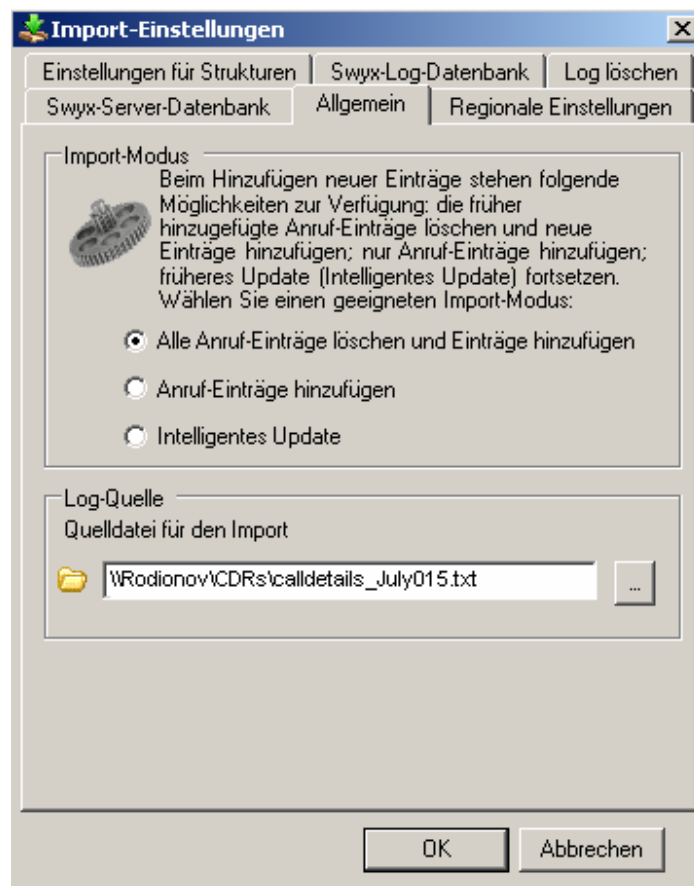 Import-Einstellungen
Einstellungen für Strukturen
Swyx-Log-Datenbank
Log löschen
Swyx-Server-Datenbank
Allgemein
Regionale Einstellungen
Import-Modus
Beim Hinzufügen neuer Einträge stehen folgende
Möglichkeiten zur Verfügung: die früher
hinzugefügte Anruf-Einträge löschen und neue
Einträge hinzufügen; nur Anruf-Einträge hinzufügen;
früheres Update (Intelligentes Update) fortsetzen.
Wählen Sie einen geeigneten Import-Modus:
Alle Anruf-Einträge löschen und Einträge hinzufügen
Anruf-Einträge hinzufügen
Intelligentes Update
Log-Quelle
Quelldatei für den Import
\\Rodionov\CDRs\calldetails_July015.txt
...
OK
Abbrechen